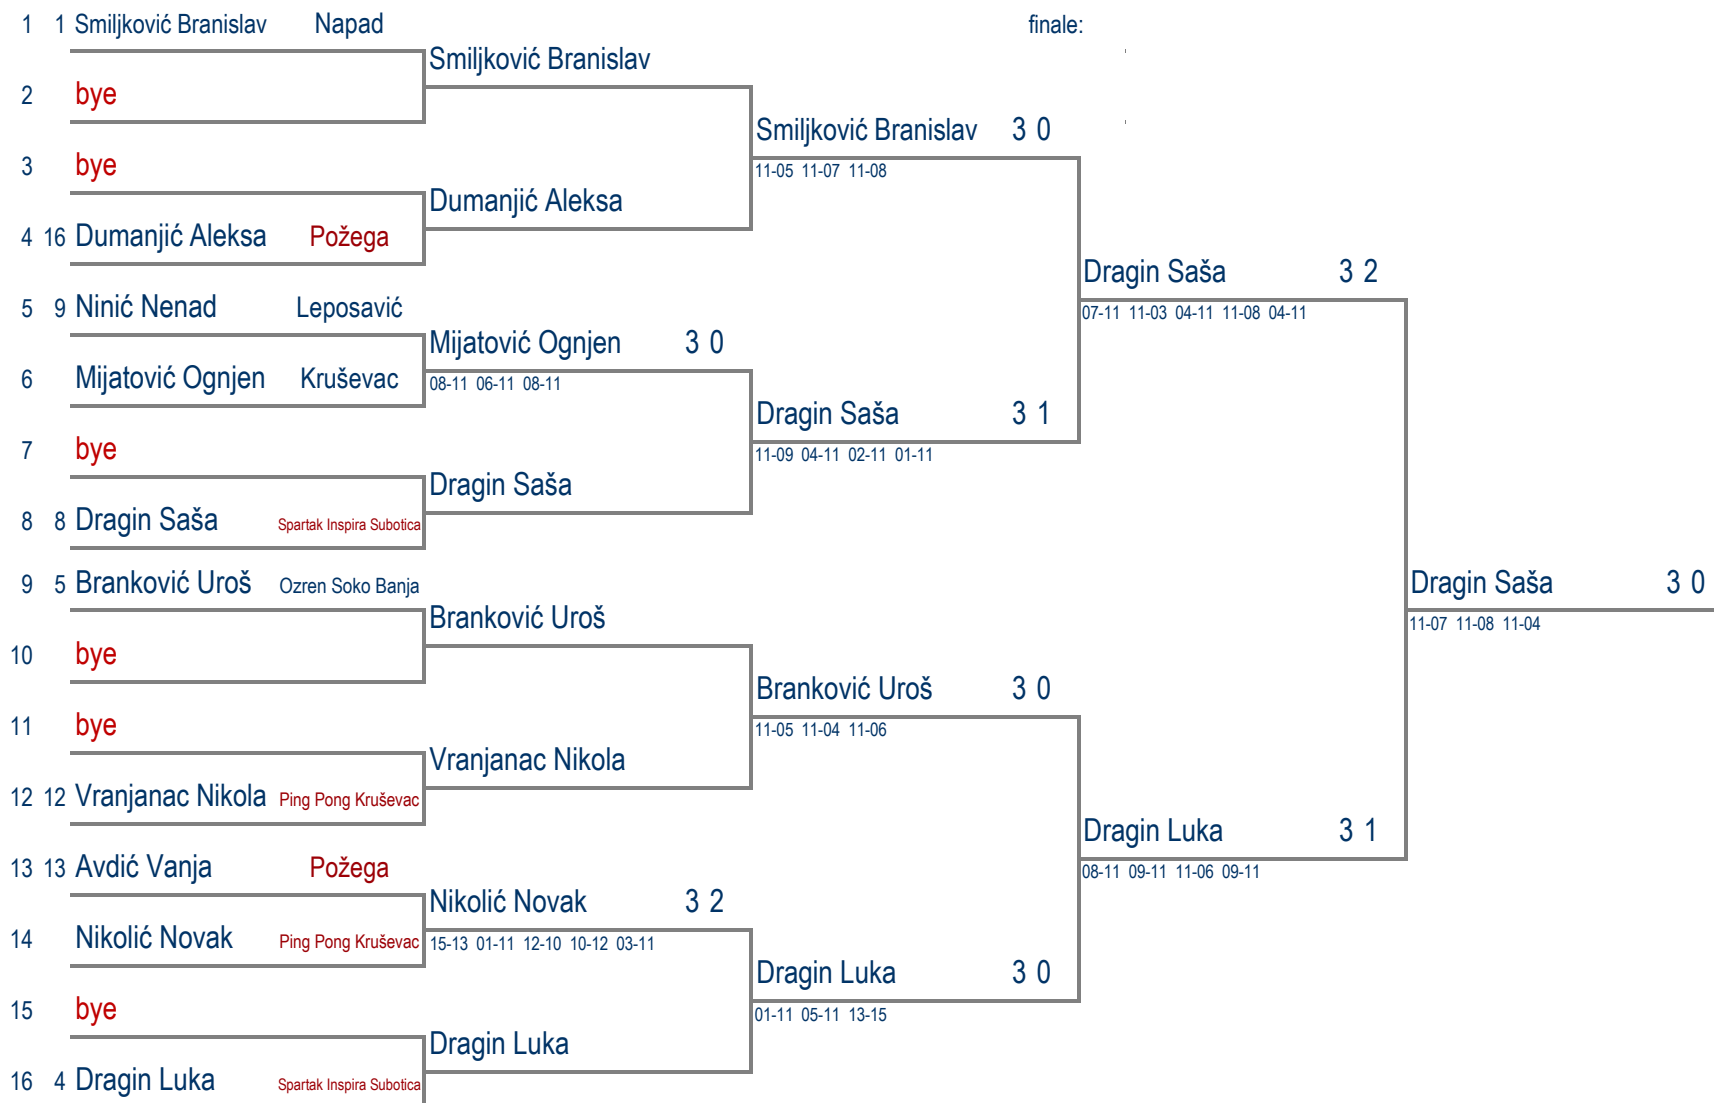 1 1 Smiljković Branislav Napad finale:
Smiljković Branislav
2 bye
Smiljković Branislav 3 0
3 bye
11-05 11-07 11-08
Dumanjić Aleksa
4 16 Dumanjić Aleksa Požega
Dragin Saša 3 2
5 9 Ninić Nenad Leposavić
07-11 11-03 04-11 11-08 04-11
Mijatović Ognjen 3 0
6 Mijatović Ognjen Kruševac
08-11 06-11 08-11
Dragin Saša 3 1
7 bye
11-09 04-11 02-11 01-11
Dragin Saša
8 8 Dragin Saša Spartak Inspira Subotica
9 5 Branković Uroš Ozren Soko Banja
Dragin Saša 3 0
Branković Uroš
11-07 11-08 11-04
10 bye
Branković Uroš 3 0
11 bye
11-05 11-04 11-06
Vranjanac Nikola
12 12 Vranjanac Nikola Ping Pong Kruševac
Dragin Luka 3 1
13 13 Avdić Vanja Požega
08-11 09-11 11-06 09-11
Nikolić Novak 3 2
14 Nikolić Novak Ping Pong Kruševac
15-13 01-11 12-10 10-12 03-11
Dragin Luka 3 0
15 bye
01-11 05-11 13-15
Dragin Luka
16 4 Dragin Luka Spartak Inspira Subotica